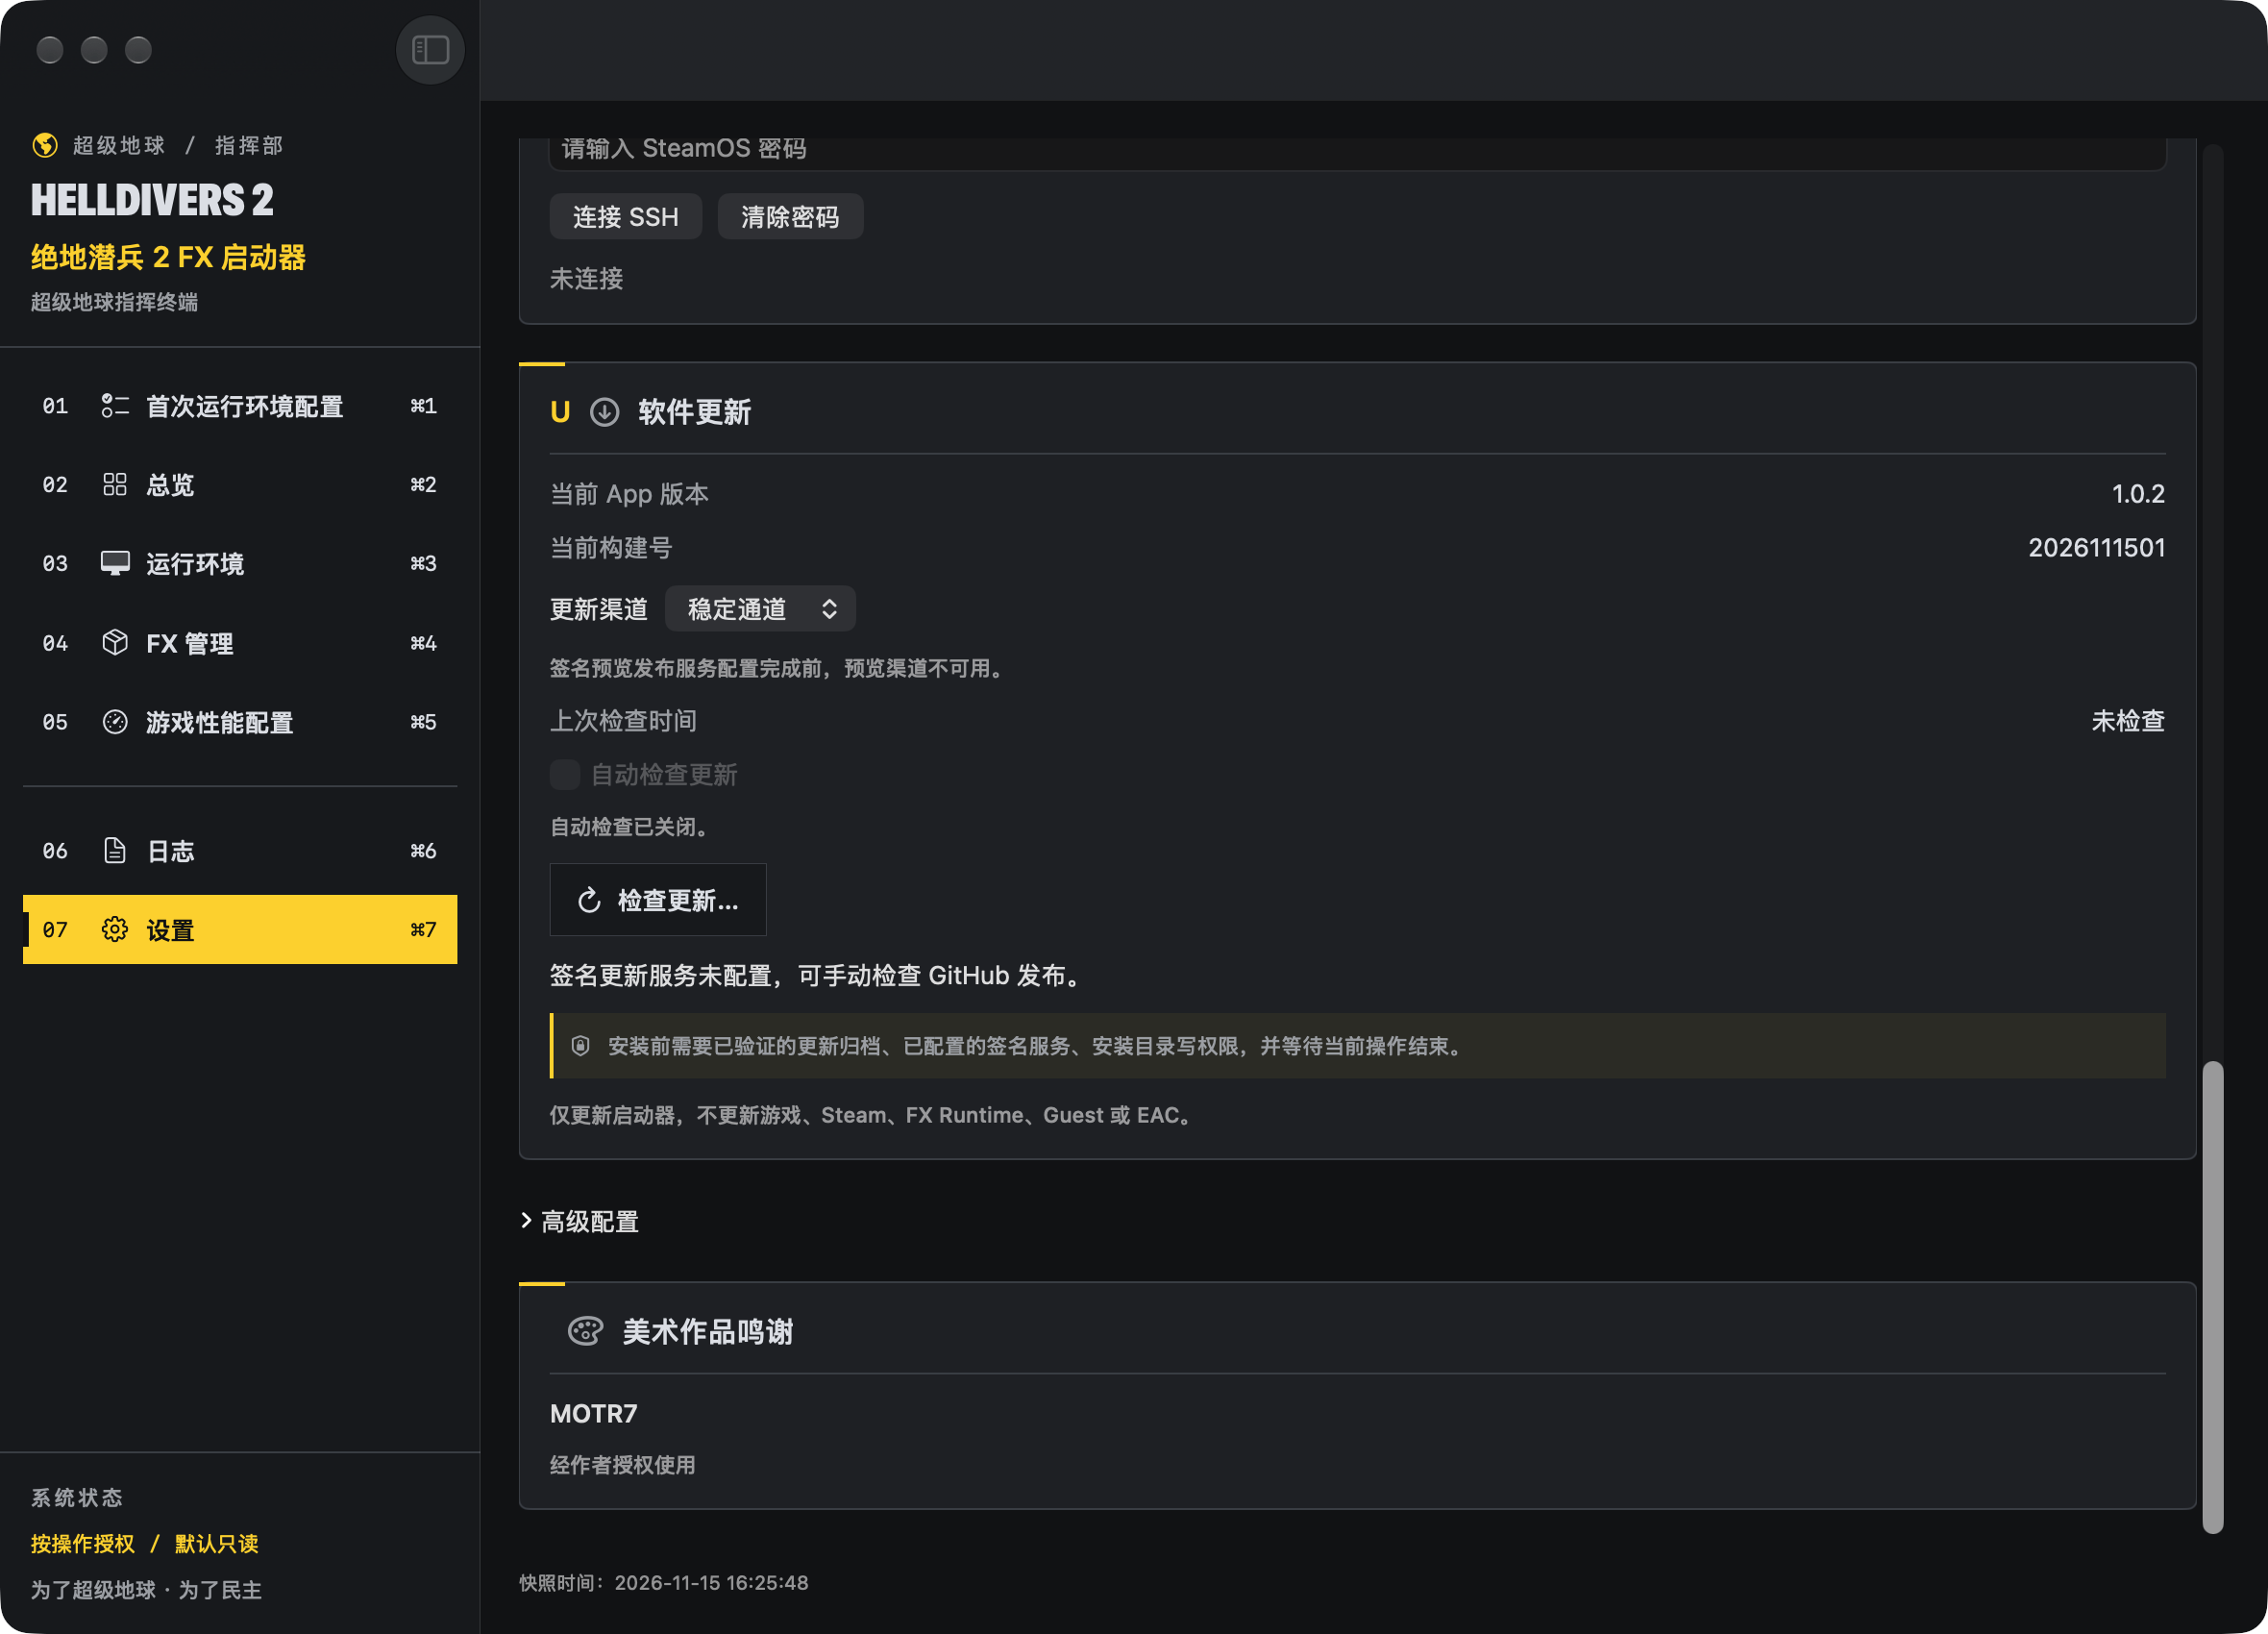 超级地球 / 指挥部
HELLDIVERS 2
绝地潜兵 2 FX 启动器
超级地球指挥终端
01 首次运行环境配置 ⌘1
02 总览 ⌘2
03 运行环境 ⌘3
04 FX 管理 ⌘4
05 游戏性能配置 ⌘5
06 日志 ⌘6
07 设置 ⌘7
系统状态
按操作授权 / 默认只读
为了超级地球 · 为了民主
请输入 SteamOS 密码
连接 SSH 清除密码
未连接
U 软件更新
当前 App 版本 1.0.2
当前构建号 2026111501
更新渠道 稳定通道
签名预览发布服务配置完成前，预览渠道不可用。
上次检查时间 未检查
自动检查更新
自动检查已关闭。
检查更新...
签名更新服务未配置，可手动检查 GitHub 发布。
安装前需要已验证的更新归档、已配置的签名服务、安装目录写权限，并等待当前操作结束。
仅更新启动器，不更新游戏、Steam、FX Runtime、Guest 或 EAC。
高级配置
美术作品鸣谢
MOTR7
经作者授权使用
快照时间：2026-11-15 16:25:48